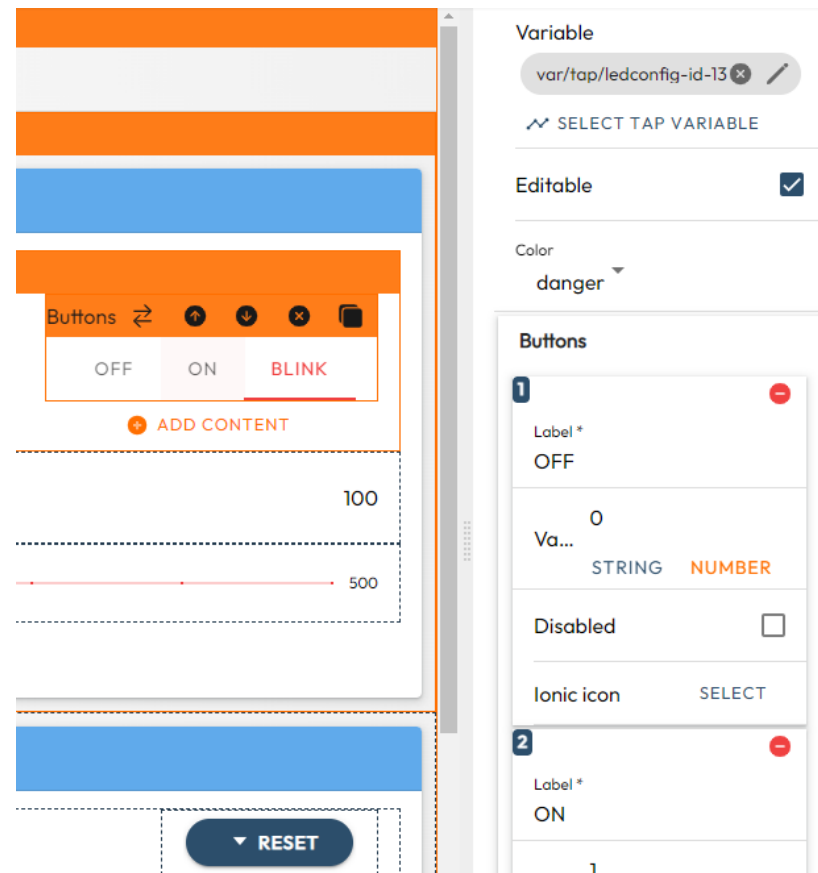 Buttons
OFF ON BLINK
ADD CONTENT
100
500
RESET
Variable
var/tap/ledconfig-id-13
SELECT TAP VARIABLE
Editable
Color
danger
Buttons
1
Label *
OFF
0
Va...
STRING NUMBER
Disabled
Ionic icon SELECT
2
Label *
ON
1